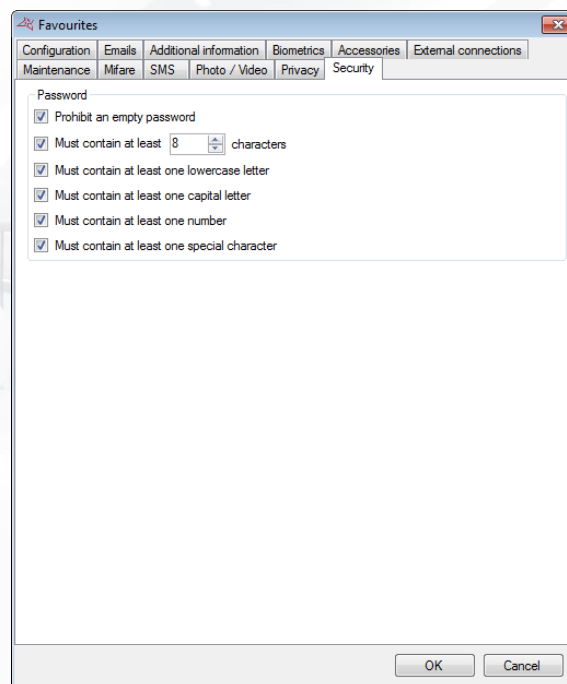 Favourites
Configuration Emails Additional information Biometrics Accessories External connections
Maintenance Mifare SMS Photo / Video Privacy Security
Password
Prohibit an empty password
Must contain at least 8 characters
Must contain at least one lowercase letter
Must contain at least one capital letter
Must contain at least one number
Must contain at least one special character
OK Cancel